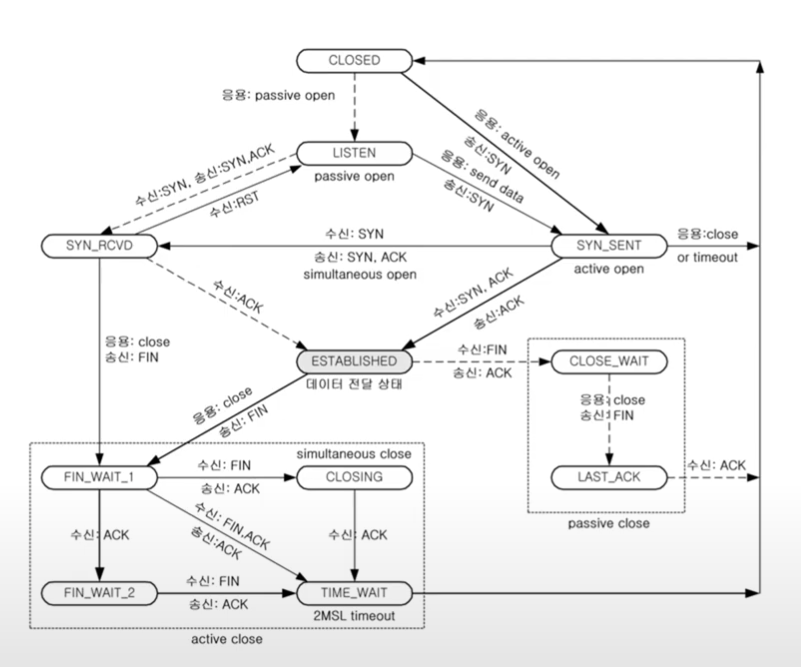 CLOSED
응용: passive open
응용: active open
송신:SYN
LISTEN
passive open
수신:SYN, 송신:SYN,ACK
수신:RST
응용: send data
송신:SYN
SYN_RCVD
수신: SYN
송신: SYN, ACK
simultaneous open
SYN_SENT
active open
응용:close
or timeout
수신:ACK
수신:SYN, ACK
송신:ACK
응용: close
송신: FIN
ESTABLISHED
데이터 전달 상태
수신:FIN
송신: ACK
CLOSE_WAIT
응용: close
송신: FIN
응용: close
송신: FIN
LAST_ACK
수신: ACK
passive close
simultaneous close
FIN_WAIT_1
수신: FIN
송신: ACK
CLOSING
수신: ACK
수신: FIN,ACK
송신:ACK
수신: ACK
FIN_WAIT_2
수신: FIN
송신: ACK
TIME_WAIT
2MSL timeout
active close